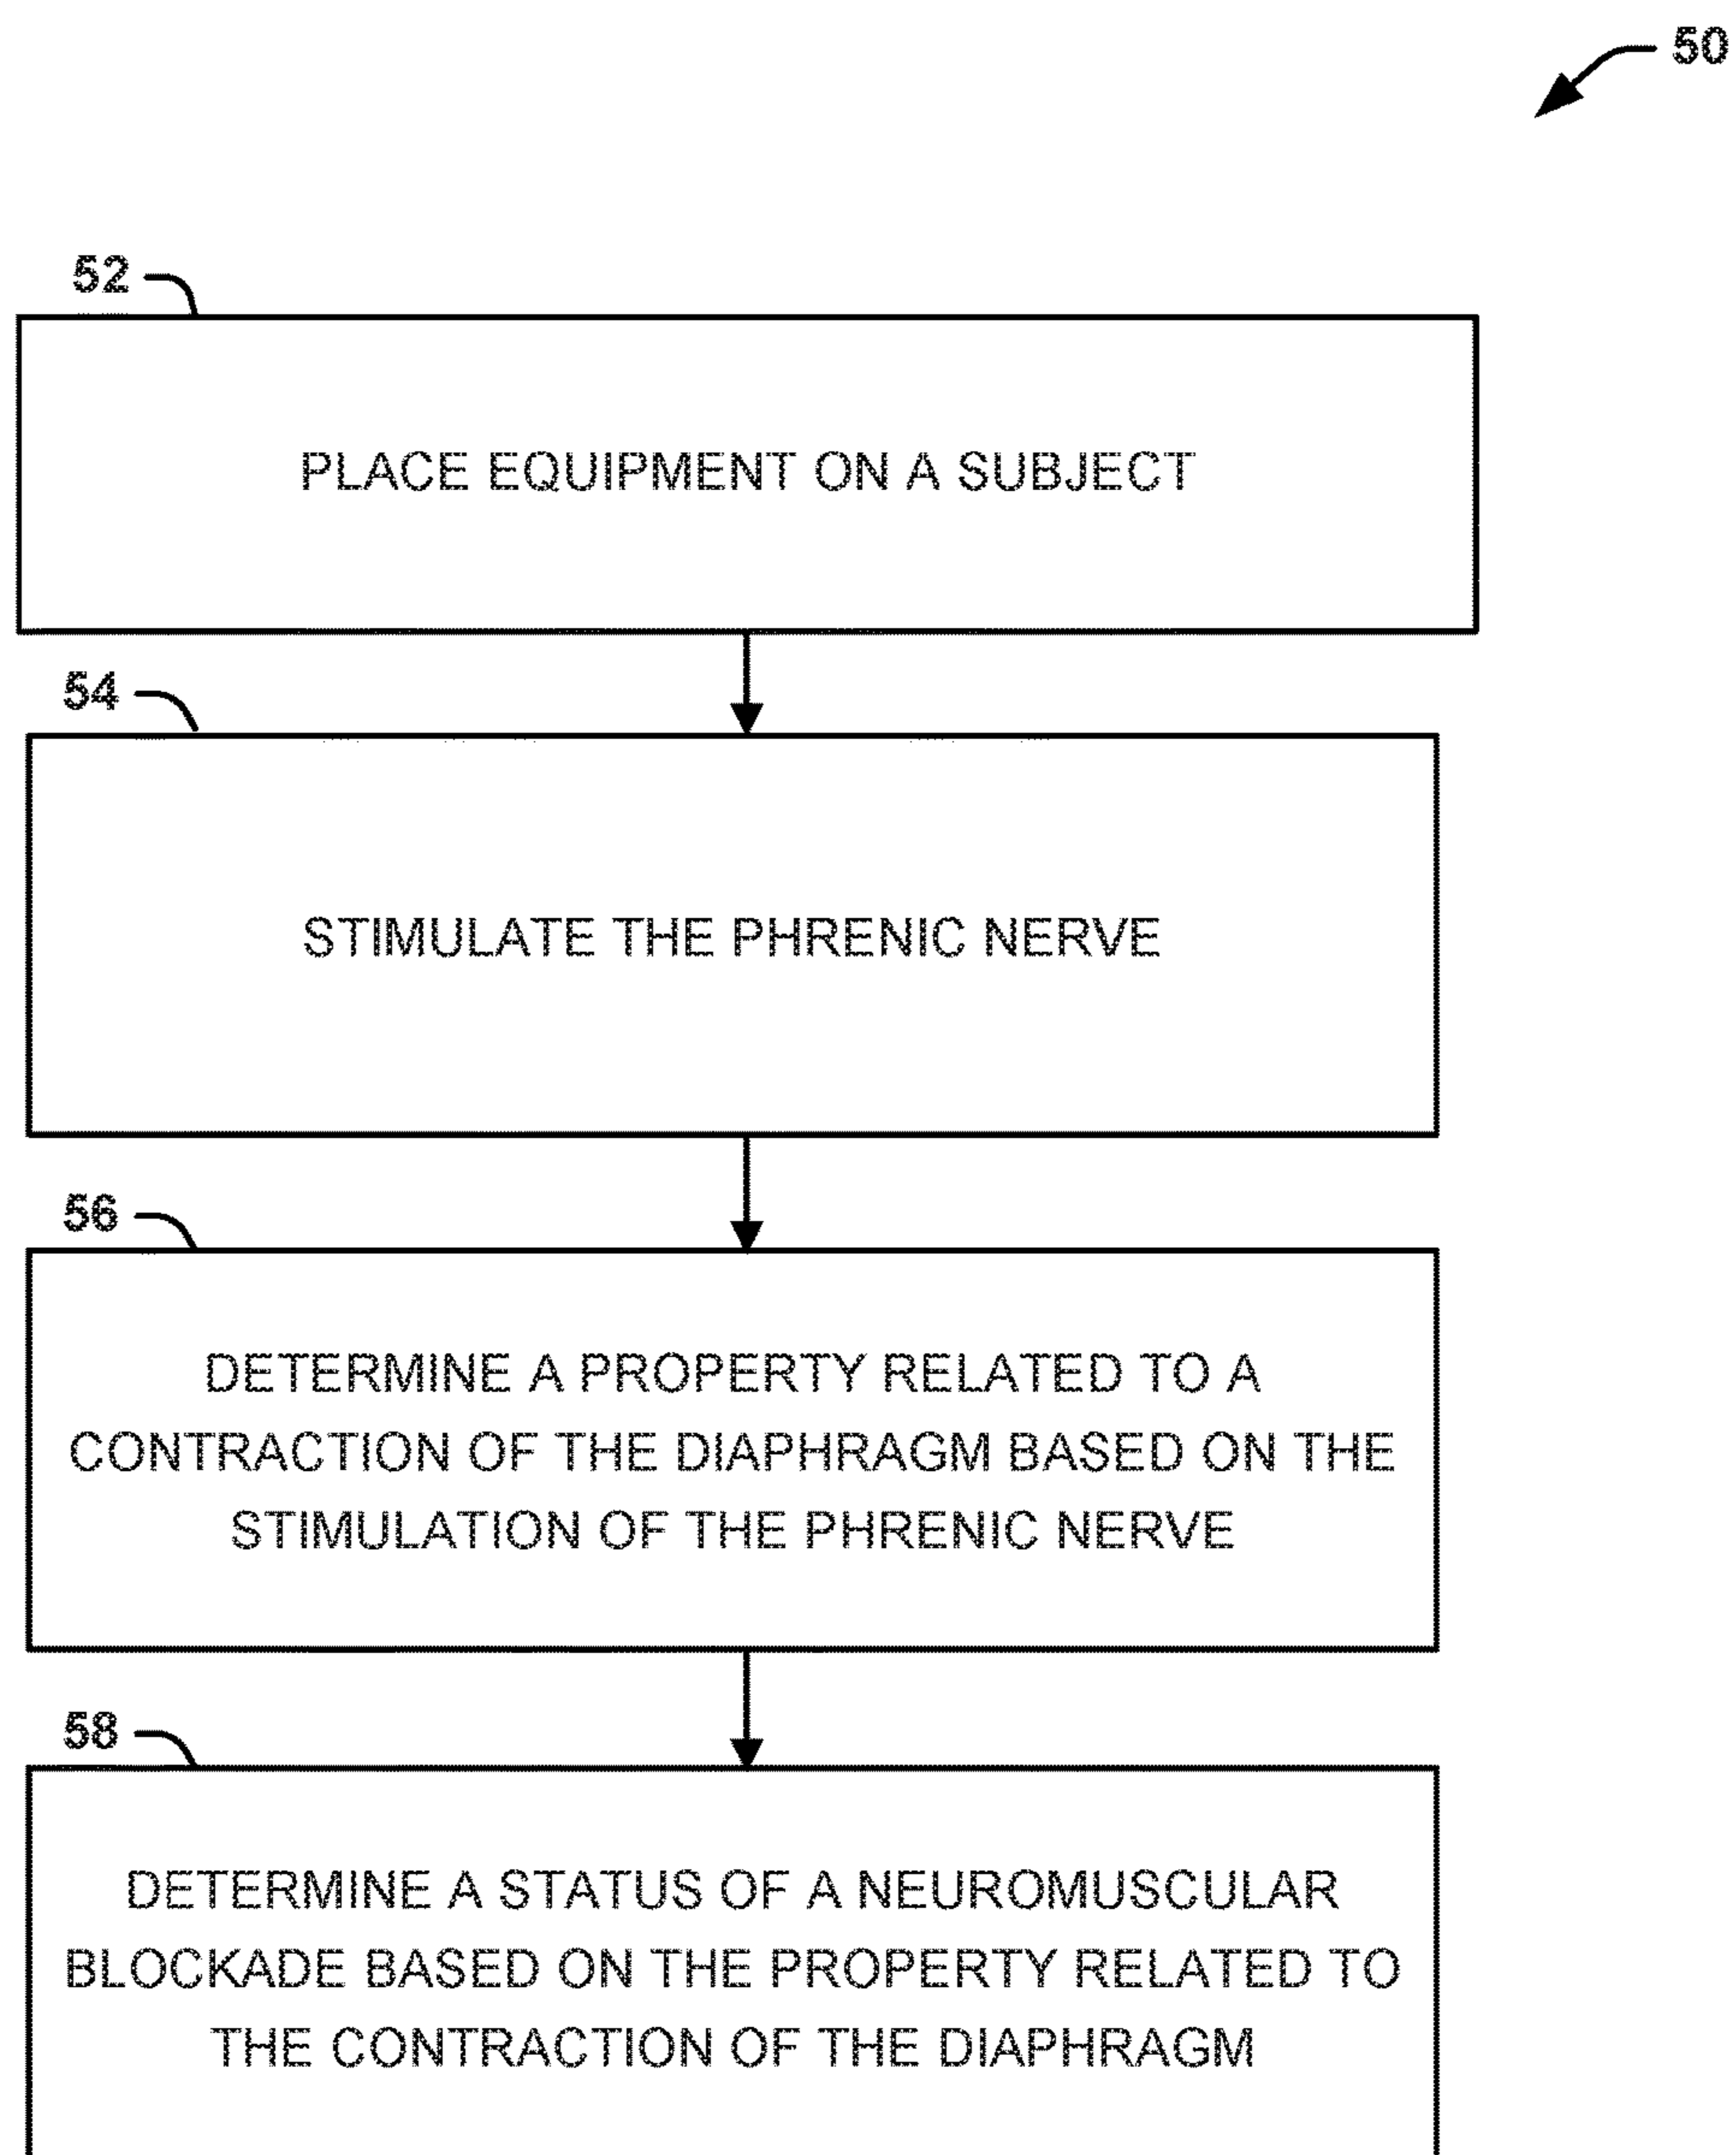 50
52
PLACE EQUIPMENT ON A SUBJECT
54
STIMULATE THE PHRENIC NERVE
56
DETERMINE A PROPERTY RELATED TO A
CONTRACTION OF THE DIAPHRAGM BASED ON THE
STIMULATION OF THE PHRENIC NERVE
58
DETERMINE A STATUS OF A NEUROMUSCULAR
BLOCKADE BASED ON THE PROPERTY RELATED TO
THE CONTRACTION OF THE DIAPHRAGM